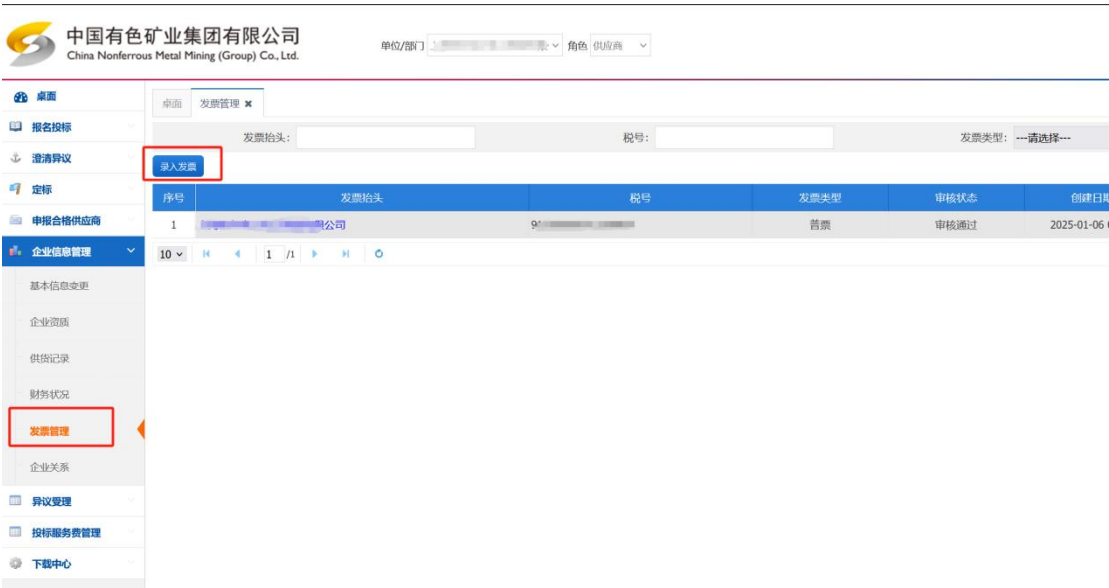 中国有色矿业集团有限公司
China Nonferrous Metal Mining (Group) Co., Ltd.
单位/部门 角色 供应商
桌面
报名投标
澄清异议
定标
申报合格供应商
企业信息管理
基本信息变更
企业资质
供货记录
财务状况
发票管理
企业关系
异议受理
投标服务费管理
下载中心
桌面 发票管理 ✖
发票抬头: 税号: 发票类型: ---请选择---
录入发票
序号 发票抬头 税号 发票类型 审核状态 创建日期
1 限公司 9 普票 审核通过 2025-01-06
10 1 /1